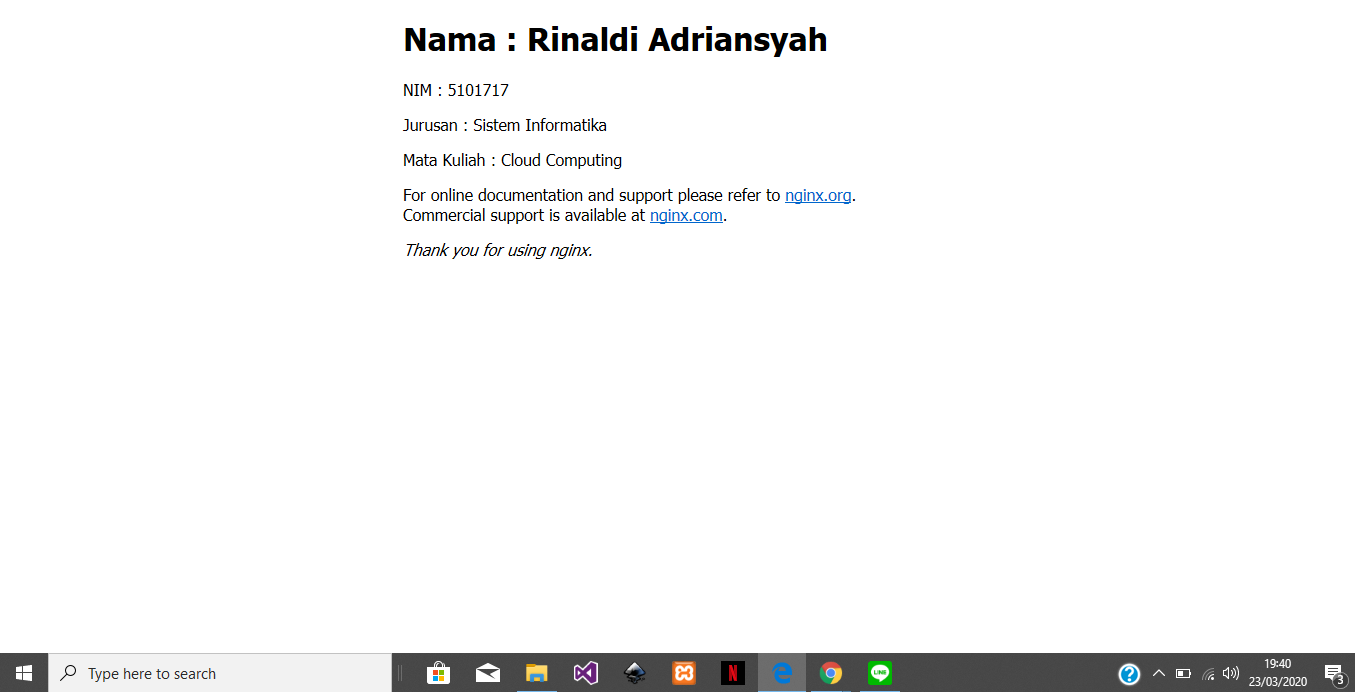 Nama : Rinaldi Adriansyah
NIM : 5101717
Jurusan : Sistem Informatika
Mata Kuliah : Cloud Computing
For online documentation and support please refer to nginx.org.
Commercial support is available at nginx.com.
Thank you for using nginx.
Type here to search
N
LINE
19:40
23/03/2020
3